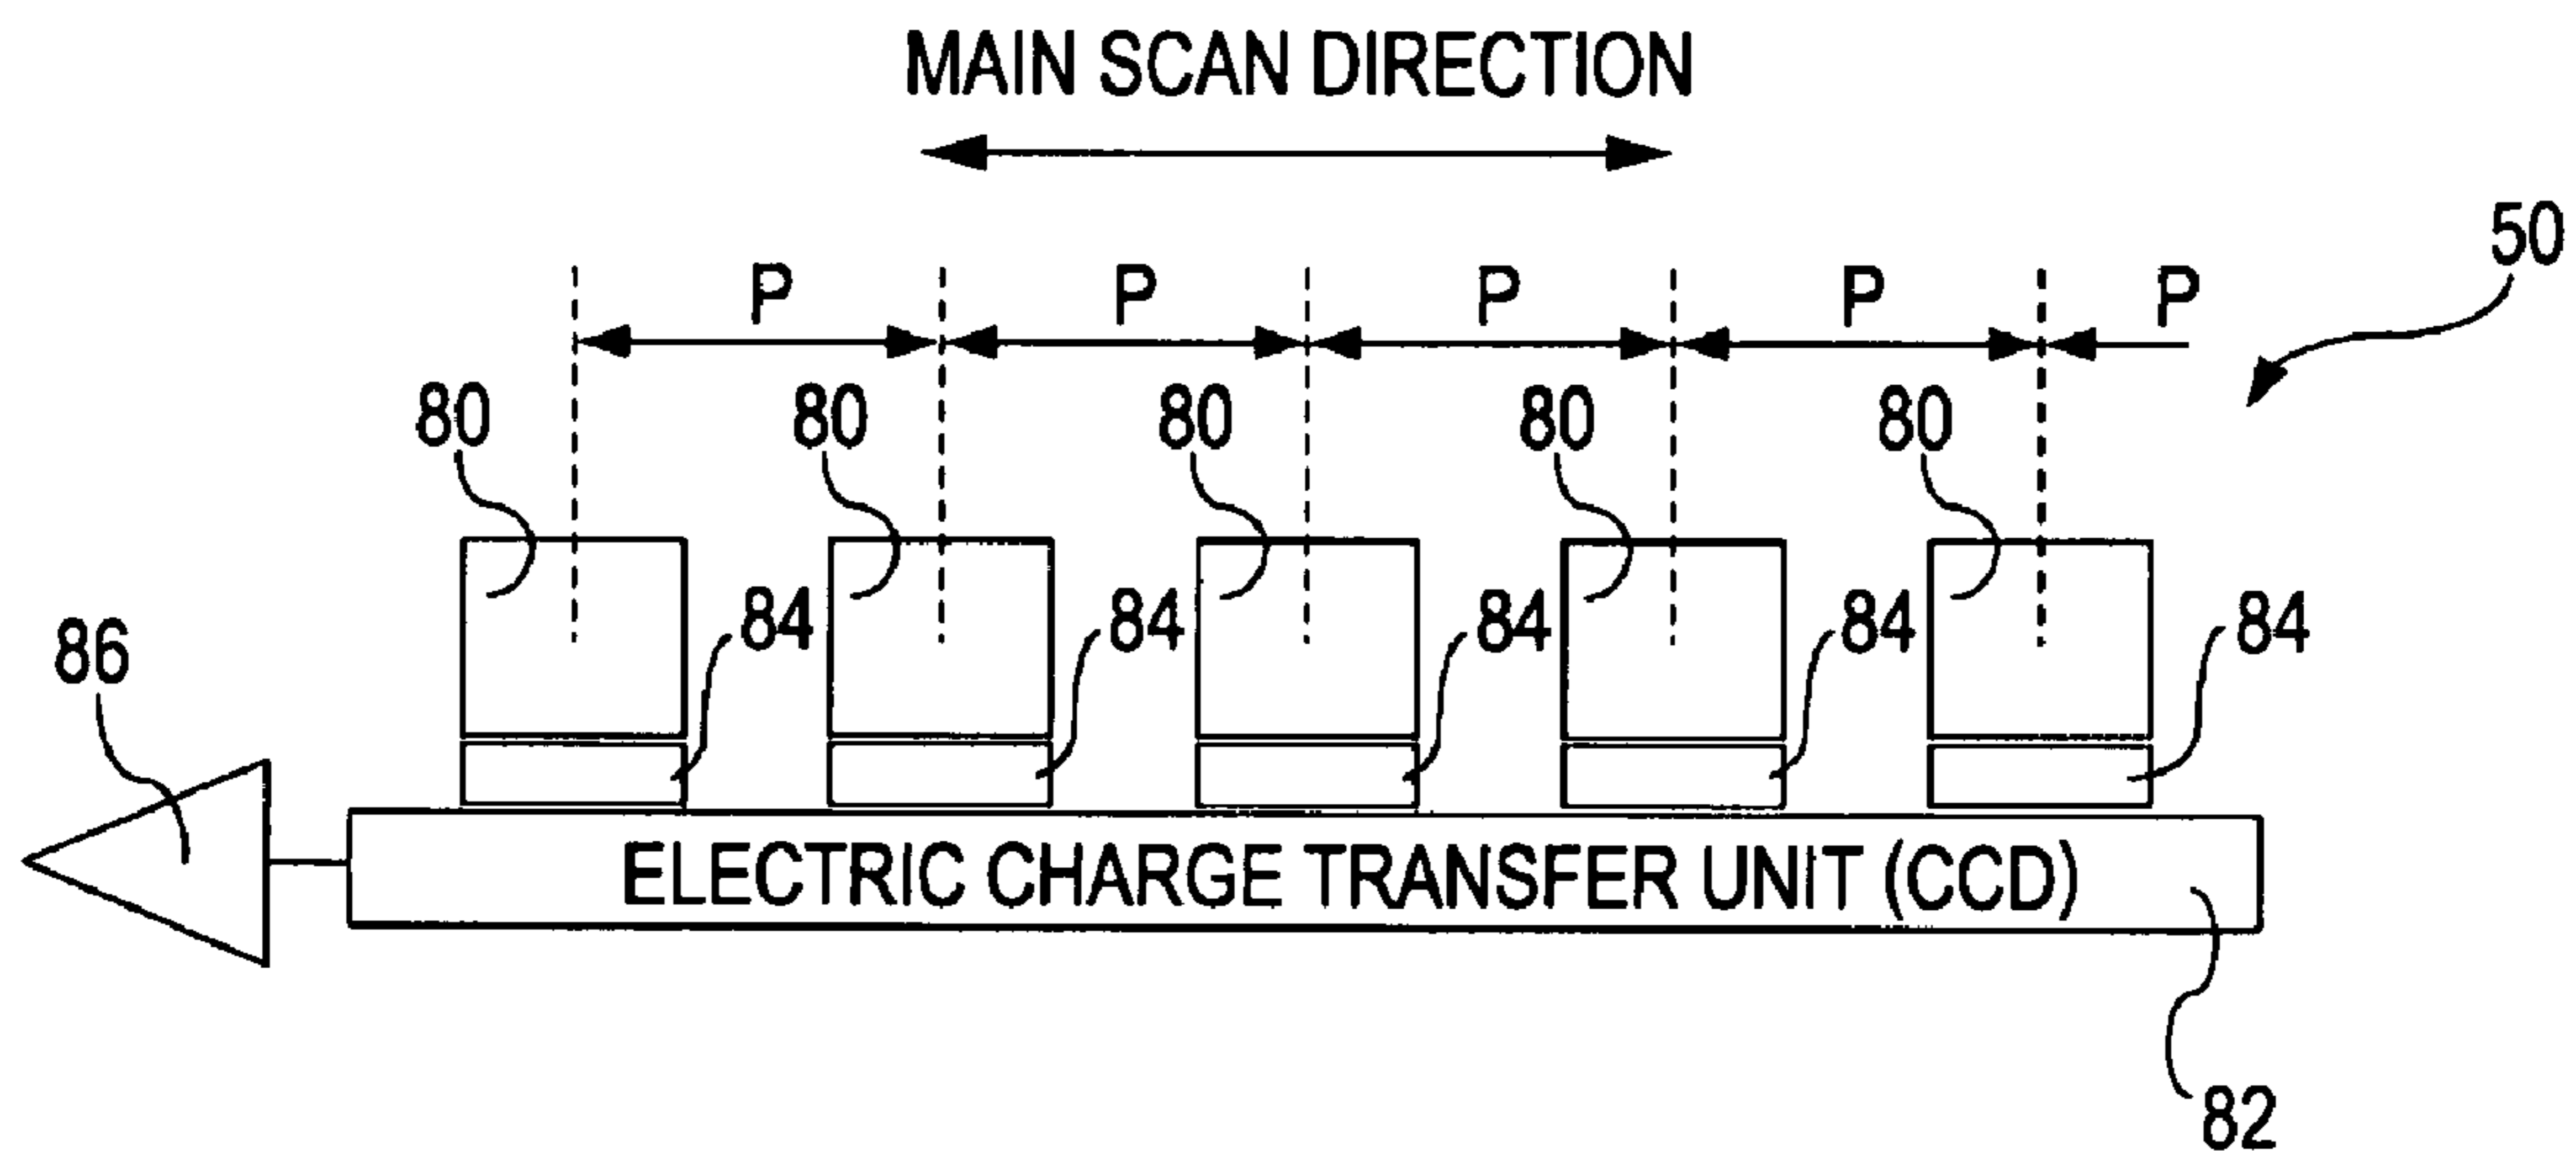 MAIN SCAN DIRECTION
50
P P P P P
80 80 80 80 80
84 84 84 84 84
86
ELECTRIC CHARGE TRANSFER UNIT (CCD)
82